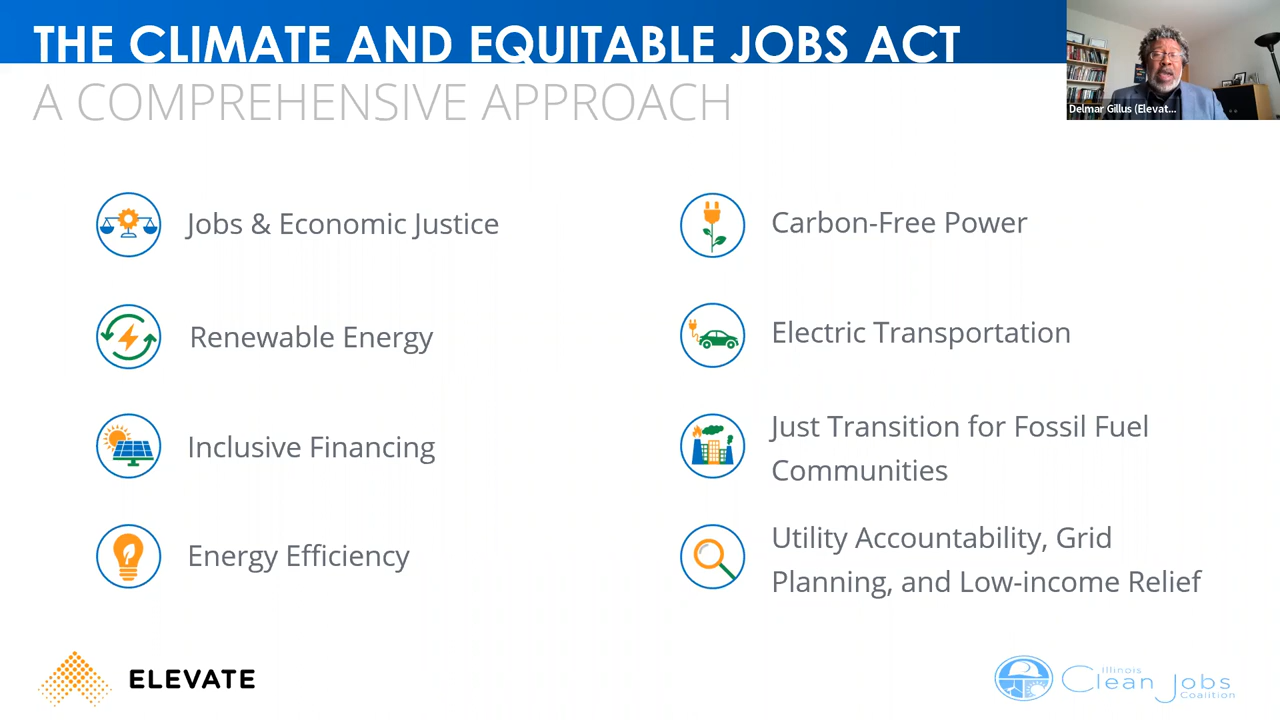 THE CLIMATE AND EQUITABLE JOBS ACT
A COMPREHENSIVE APPROACH
Delmar Gillus (Elevat...
Jobs & Economic Justice
Renewable Energy
Inclusive Financing
Energy Efficiency
Carbon-Free Power
Electric Transportation
Just Transition for Fossil Fuel
Communities
Utility Accountability, Grid
Planning, and Low-income Relief
ELEVATE
Illinois
Clean Jobs
Coalition